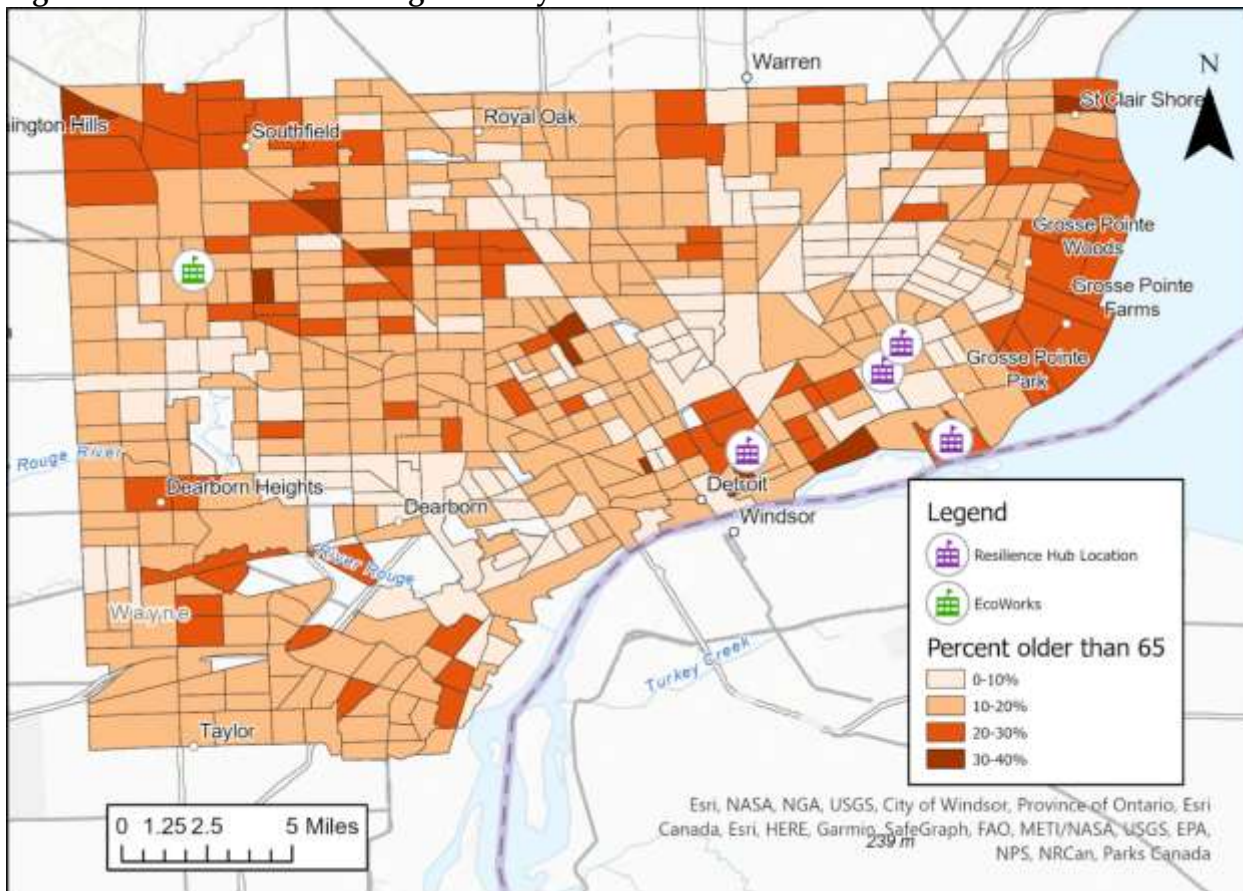 Warren
N
ington Hills
St Clair Shore
Southfield
Royal Oak
Grosse Pointe
Woods
Grosse Pointe
Farms
Grosse Pointe
Park
Rouge River
Dearborn Heights
Dearborn
Detroit
Windsor
River Rouge
Wayne
Turkey Creek
Taylor
Legend
Resilience Hub Location
EcoWorks
Percent older than 65
0-10%
10-20%
20-30%
30-40%
0 1.25 2.5 5 Miles
Esri, NASA, NGA, USGS, City of Windsor, Province of Ontario, Esri
Canada, Esri, HERE, Garmin, SafeGraph, FAO, METI/NASA, USGS, EPA,
239 m
NPS, NRCan, Parks Canada